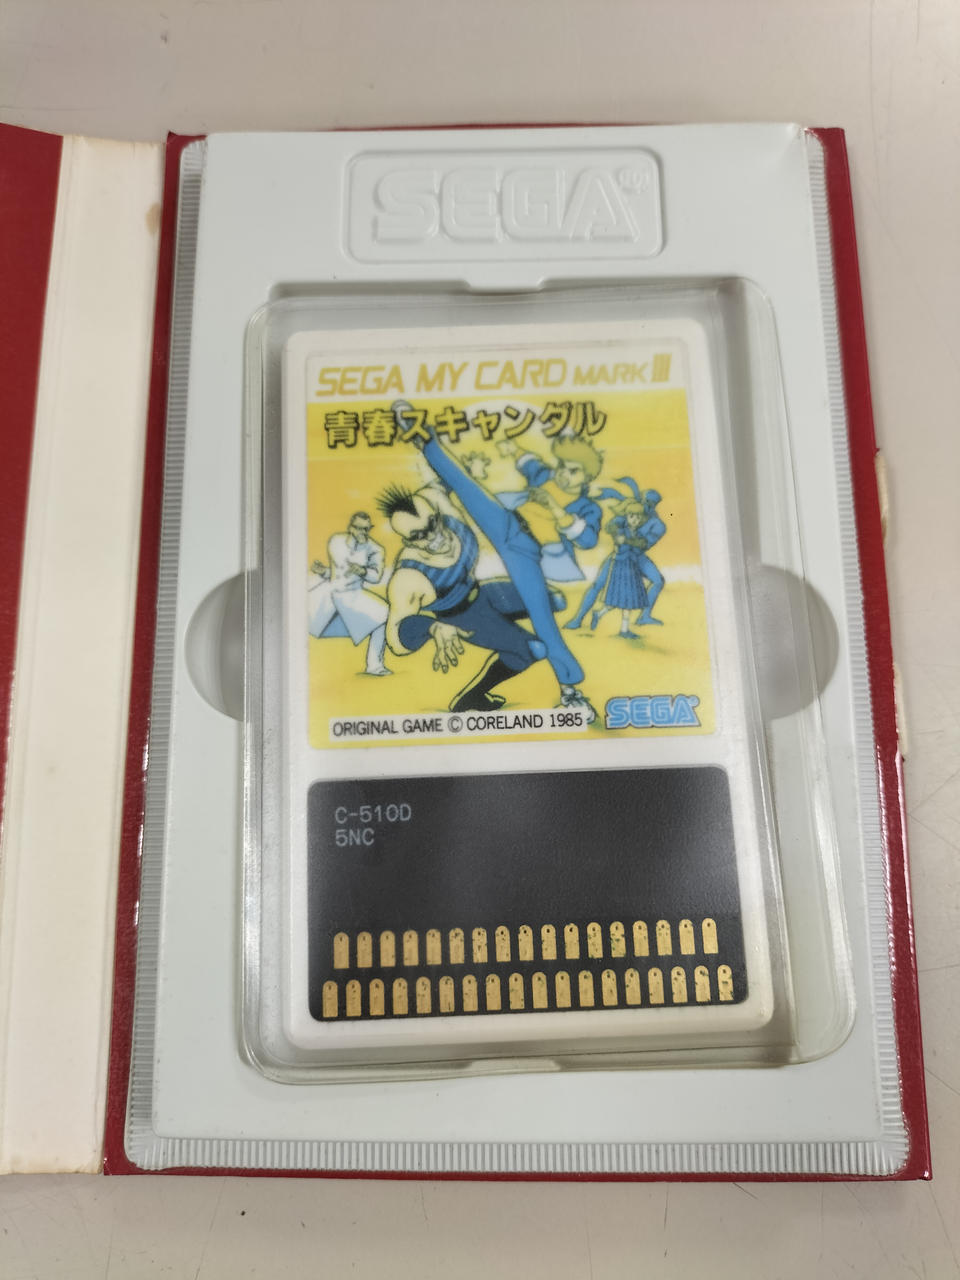 SEGA®
SEGA MY CARD MARK III
青春スキャンダル
ORIGINAL GAME © CORELAND 1985
SEGA®
C-510D
5NC